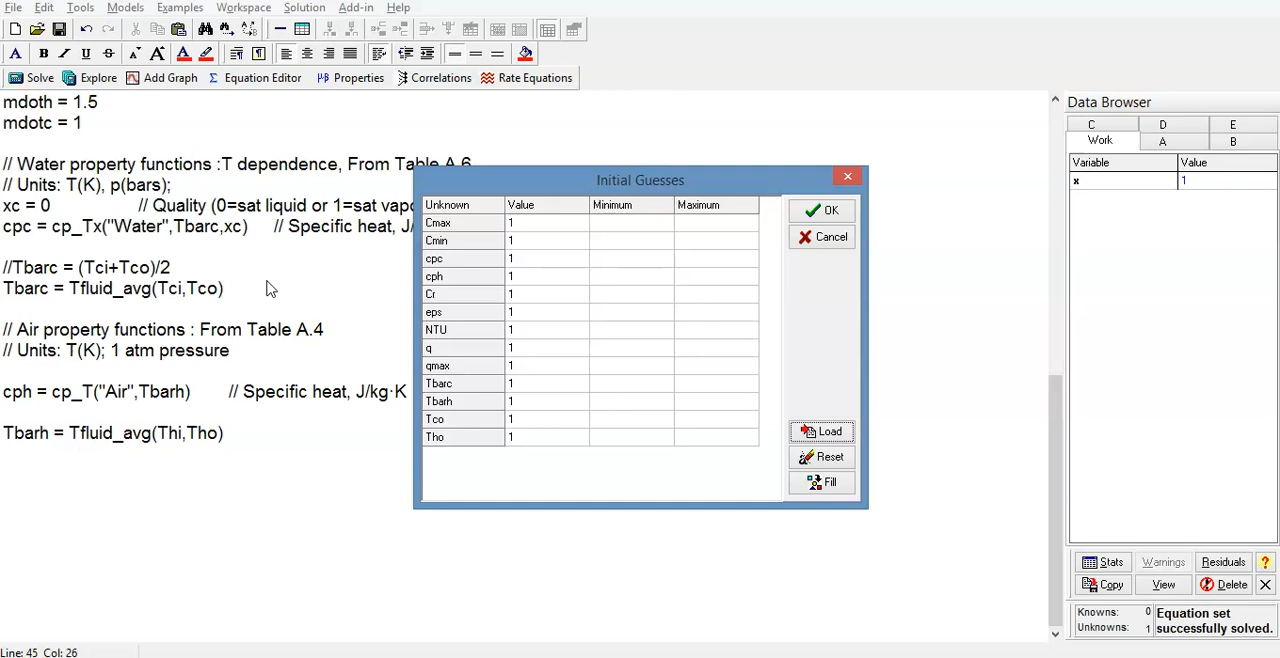 File Edit Tools Models Examples Workspace Solution Add-in Help
Solve Explore Add Graph Σ Equation Editor Properties Correlations Rate Equations
mdoth = 1.5
mdotc = 1
// Water property functions :T dependence, From Table A.6
// Units: T(K), p(bars);
xc = 0 // Quality (0=sat liquid or 1=sat vapo
cpc = cp_Tx("Water",Tbarc,xc) // Specific heat, J/
//Tbarc = (Tci+Tco)/2
Tbarc = Tfluid_avg(Tci,Tco)
// Air property functions : From Table A.4
// Units: T(K); 1 atm pressure
cph = cp_T("Air",Tbarh) // Specific heat, J/kg·K
Tbarh = Tfluid_avg(Thi,Tho)
Initial Guesses
Unknown Value Minimum Maximum
Cmax 1
Cmin 1
cpc 1
cph 1
Cr 1
eps 1
NTU 1
q 1
qmax 1
Tbarc 1
Tbarh 1
Tco 1
Tho 1
OK
Cancel
Load
Reset
Fill
Data Browser
C D E
Work A B
Variable Value
x 1
Stats Warnings Residuals ?
Copy View Delete
Knowns: 0
Unknowns: 1
Equation set
successfully solved.
Line: 45 Col: 26